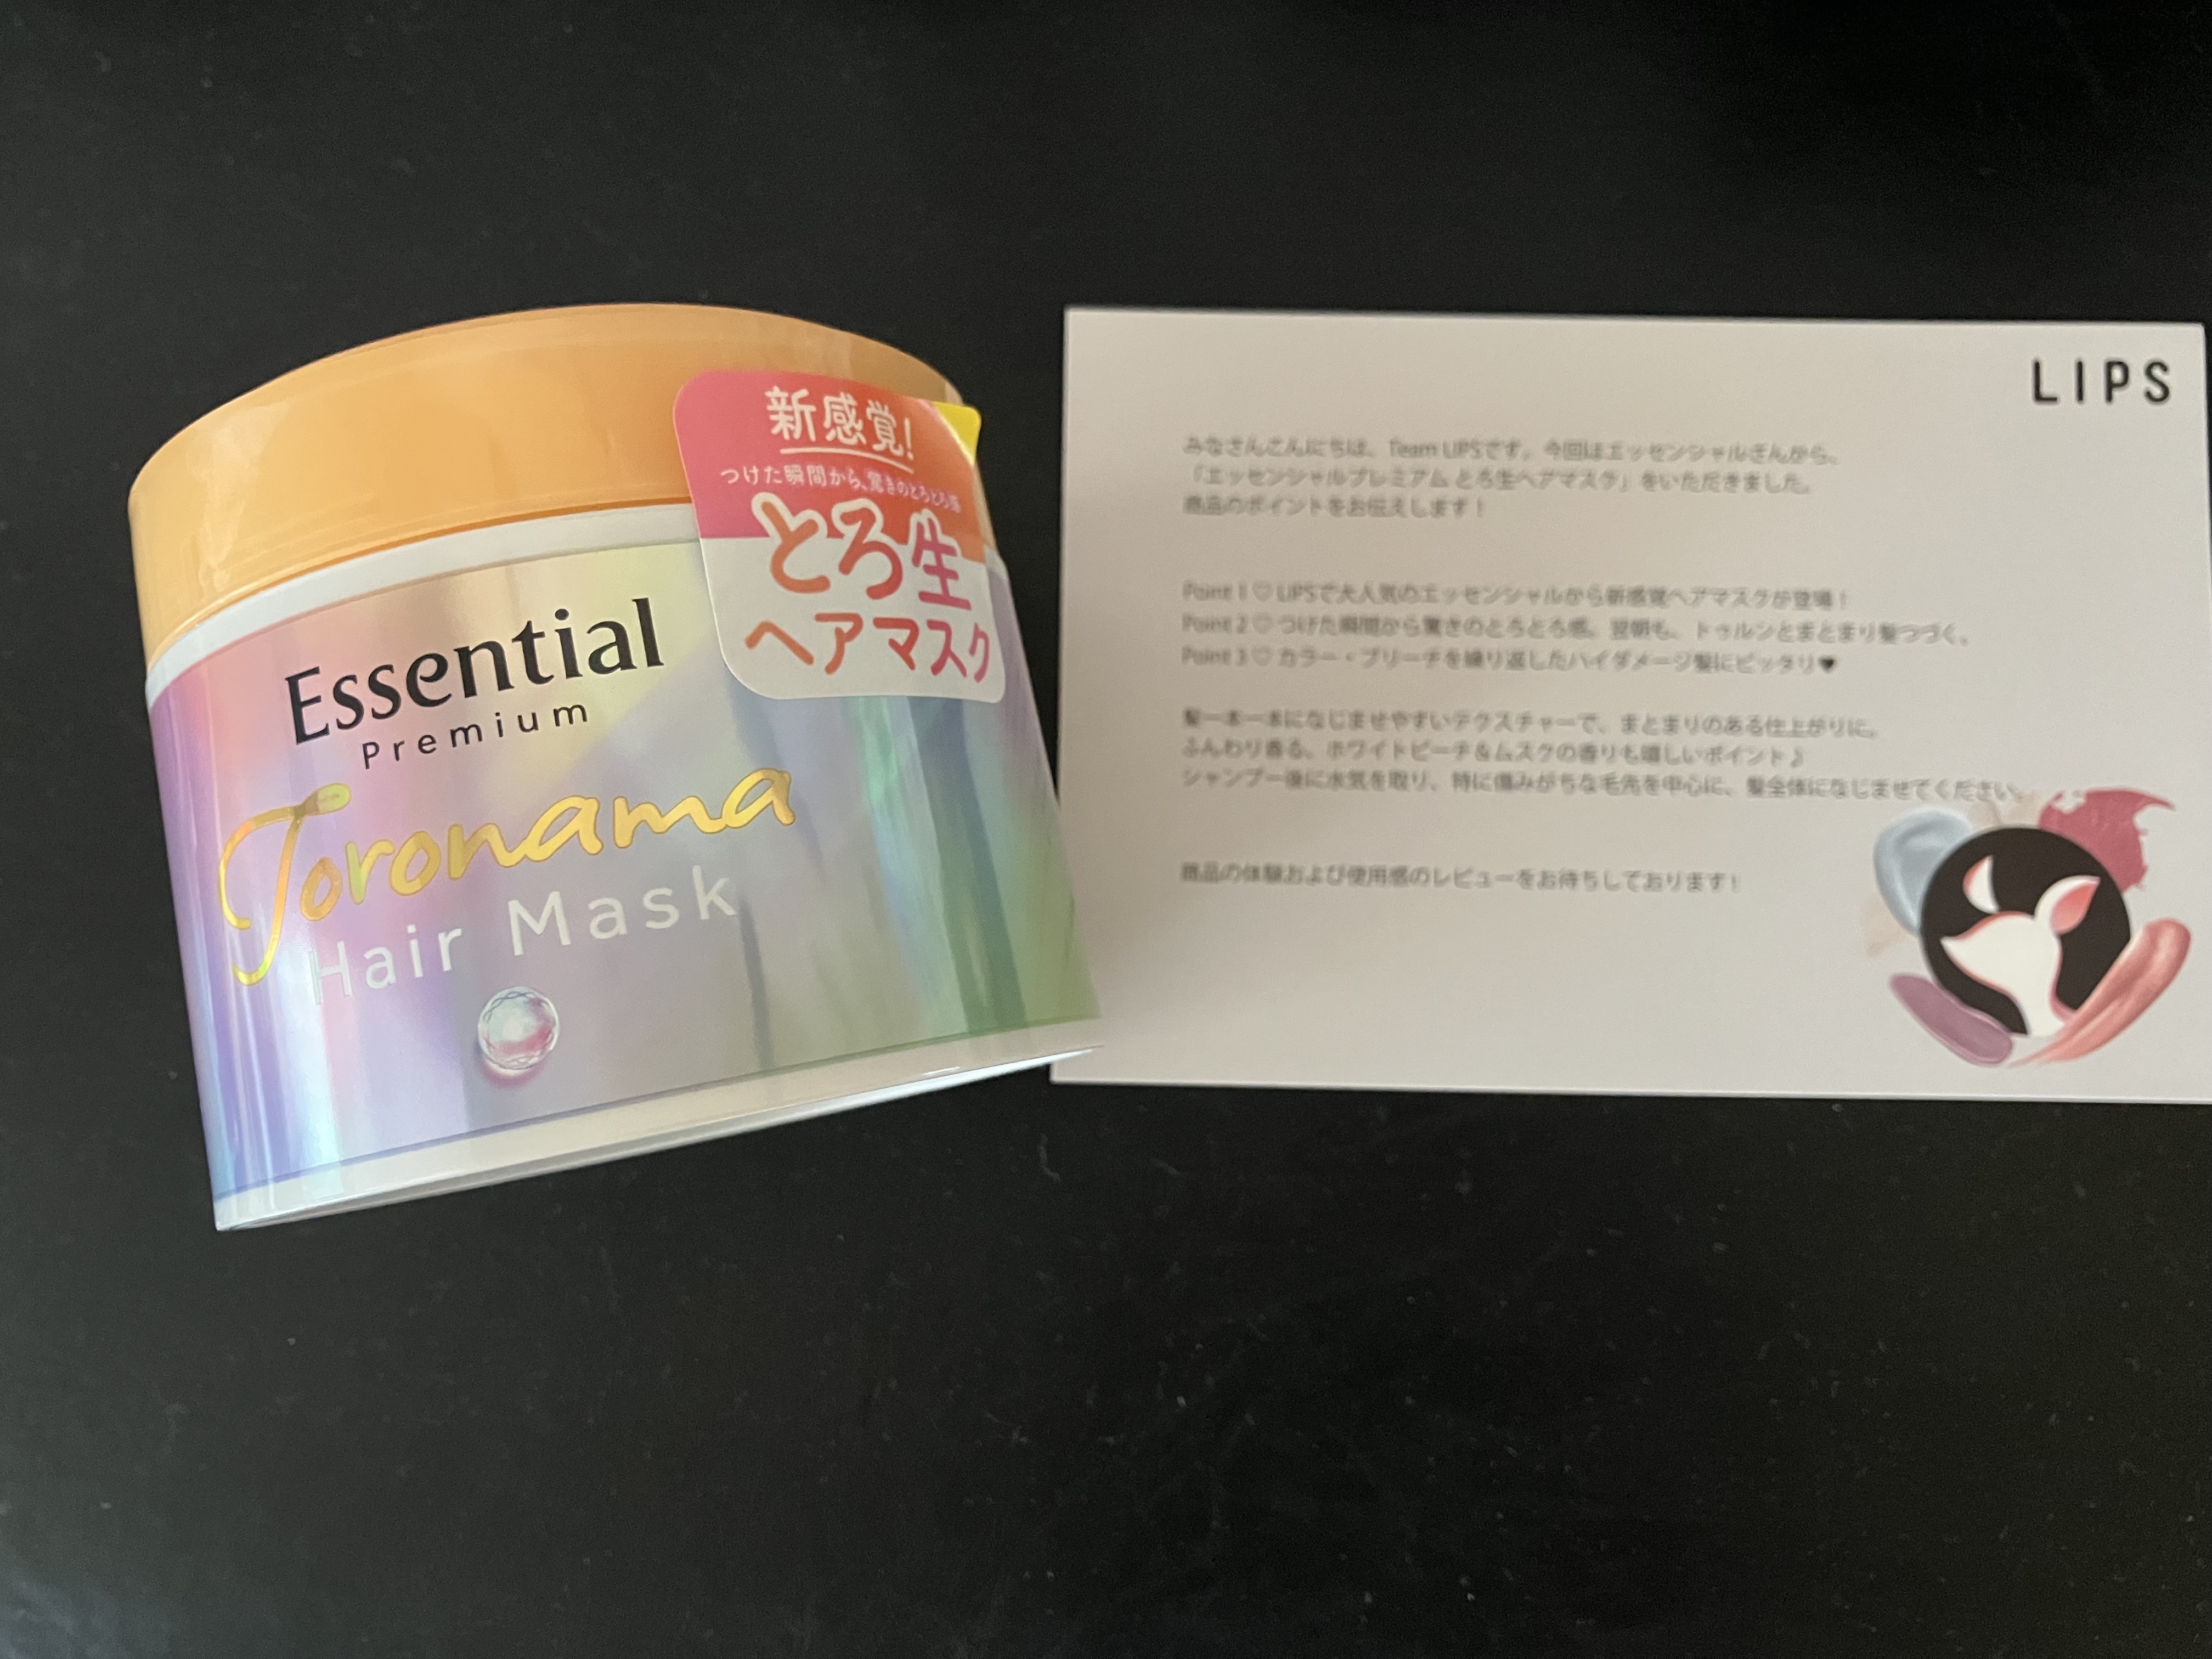 新感覚!
つけた瞬間から、驚きのとろとろ感
とろ生
ヘアマスク
Essential
Premium
Toronama
Hair Mask
LIPS
みなさんこんにちは、Team LIPSです。今回はエッセンシャルさんから、
「エッセンシャルプレミアム とろ生ヘアマスク」をいただきました。
商品のポイントをお伝えします！
Point 1♡LIPSで大人気のエッセンシャルから新感覚ヘアマスクが登場！
Point 2♡つけた瞬間から驚きのとろとろ感。翌朝も、トゥルンとまとまり髪つづく。
Point 3♡カラー・ブリーチを繰り返したハイダメージ髪にピッタリ♥
髪一本一本になじませやすいテクスチャーで、まとまりのある仕上がりに。
ふんわり香る、ホワイトピーチ＆ムスクの香りも嬉しいポイント♪
シャンプー後に水気を取り、特に傷みがちな毛先を中心に、髪全体になじませてください。
商品の体験および使用感のレビューをお待ちしております！